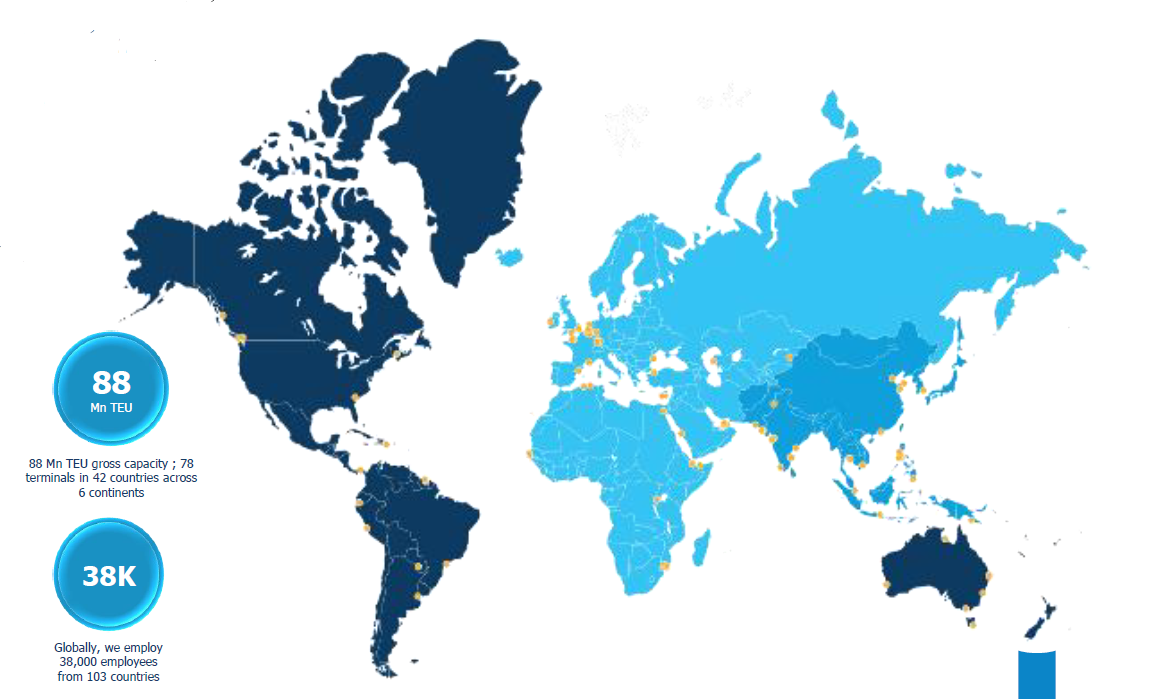 88
Mn TEU
88 Mn TEU gross capacity ; 78
terminals in 42 countries across
6 continents
38K
Globally, we employ
38,000 employees
from 103 countries